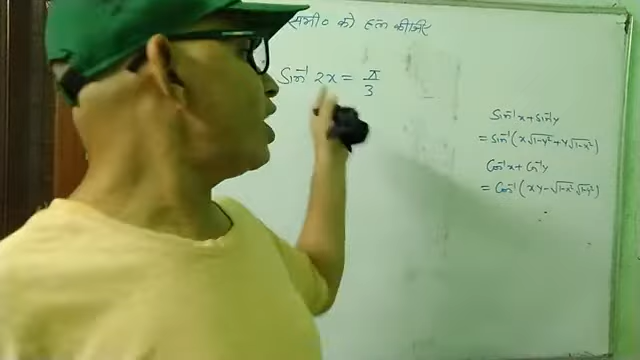 समी० को हल कीजिए
Sin⁻¹ 2x = π/3
Sin⁻¹x + Sin⁻¹y
= Sin⁻¹(x√1-y² + y√1-x²)
Cos⁻¹x + Cos⁻¹y
= Cos⁻¹(xy - √1-x² √1-y²)